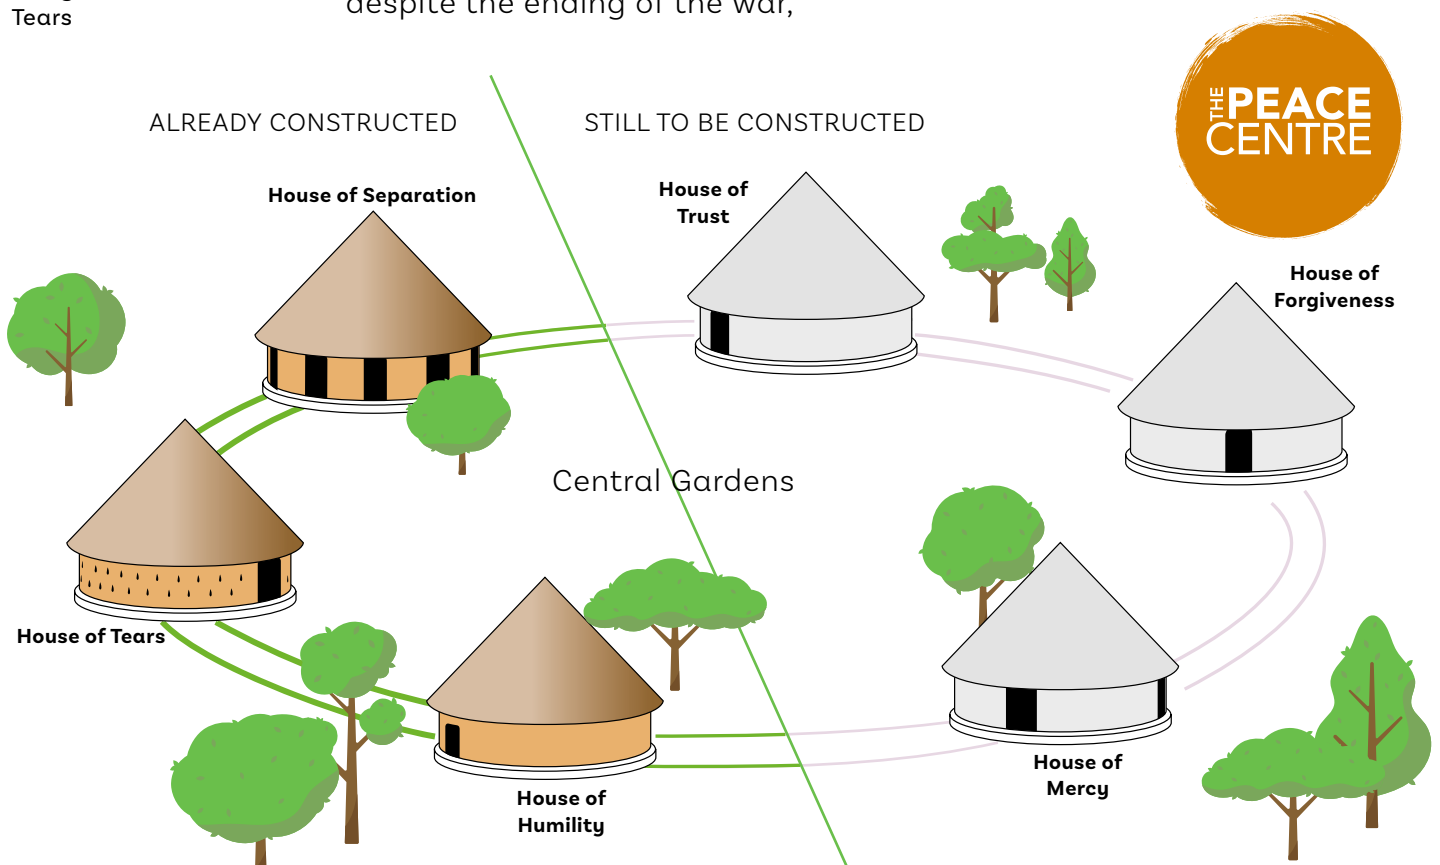 Tears
despite the ending of the war,
ALREADY CONSTRUCTED
STILL TO BE CONSTRUCTED
THE PEACE
CENTRE
House of Separation
House of
Trust
House of
Forgiveness
Central Gardens
House of Tears
House of
Mercy
House of
Humility